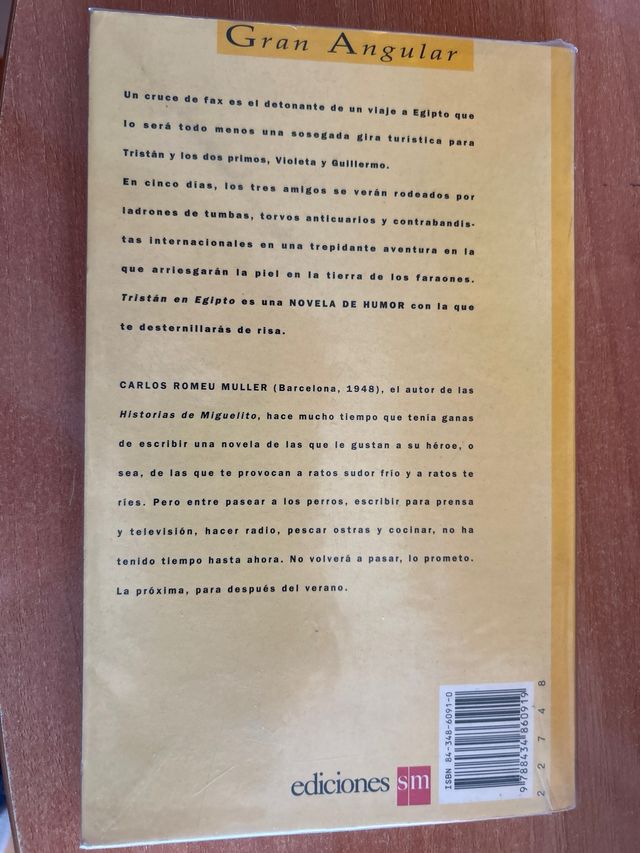 Gran Angular
Un cruce de fax es el detonante de un viaje a Egipto que
lo será todo menos una sosegada gira turística para
Tristán y los dos primos, Violeta y Guillermo.
En cinco días, los tres amigos se verán rodeados por
ladrones de tumbas, torvos anticuarios y contrabandis-
tas internacionales en una trepidante aventura en la
que arriesgarán la piel en la tierra de los faraones.
Tristán en Egipto es una NOVELA DE HUMOR con la que
te desternillarás de risa.
CARLOS ROMEU MULLER (Barcelona, 1948), el autor de las
Historias de Miguelito, hace mucho tiempo que tenía ganas
de escribir una novela de las que le gustan a su héroe, o
sea, de las que te provocan a ratos sudor frío y a ratos te
ríes. Pero entre pasear a los perros, escribir para prensa
y televisión, hacer radio, pescar ostras y cocinar, no ha
tenido tiempo hasta ahora. No volverá a pasar, lo prometo.
La próxima, para después del verano.
ediciones sm
ISBN 84-348-6091-0
9 788434 860919
22748